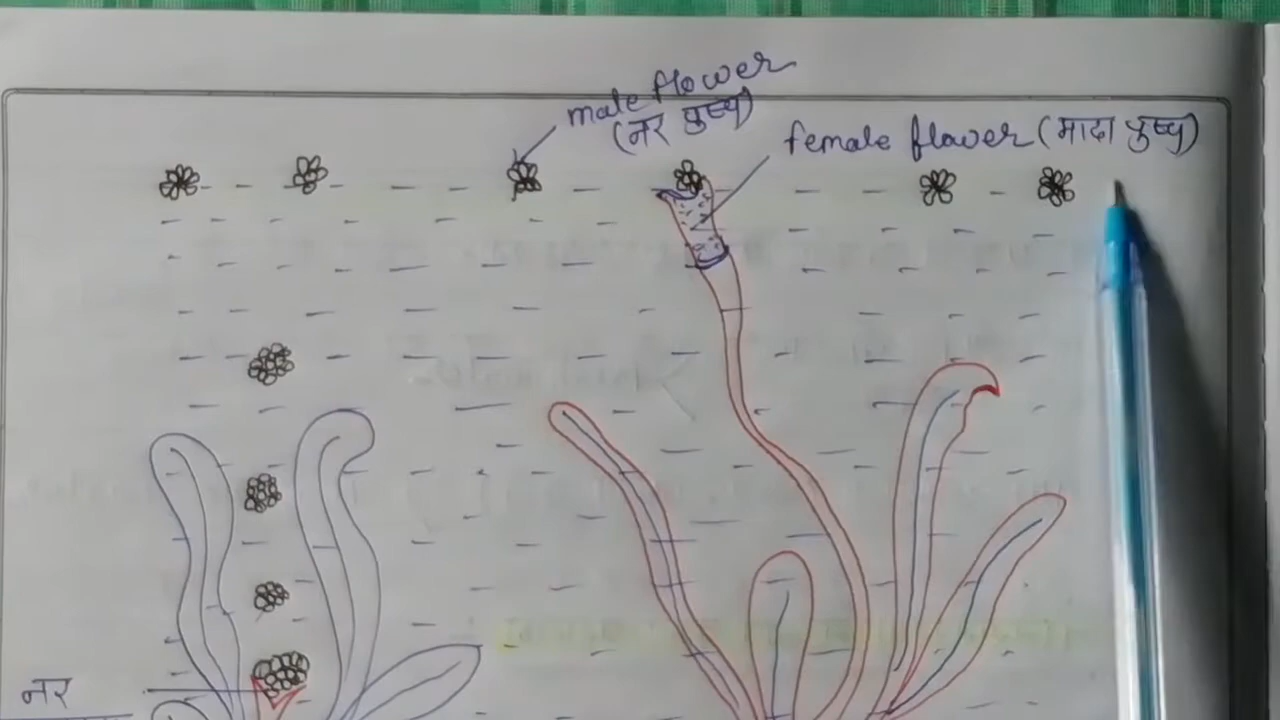 male flower
(नर पुष्प)
female flower (मादा पुष्प)
नर